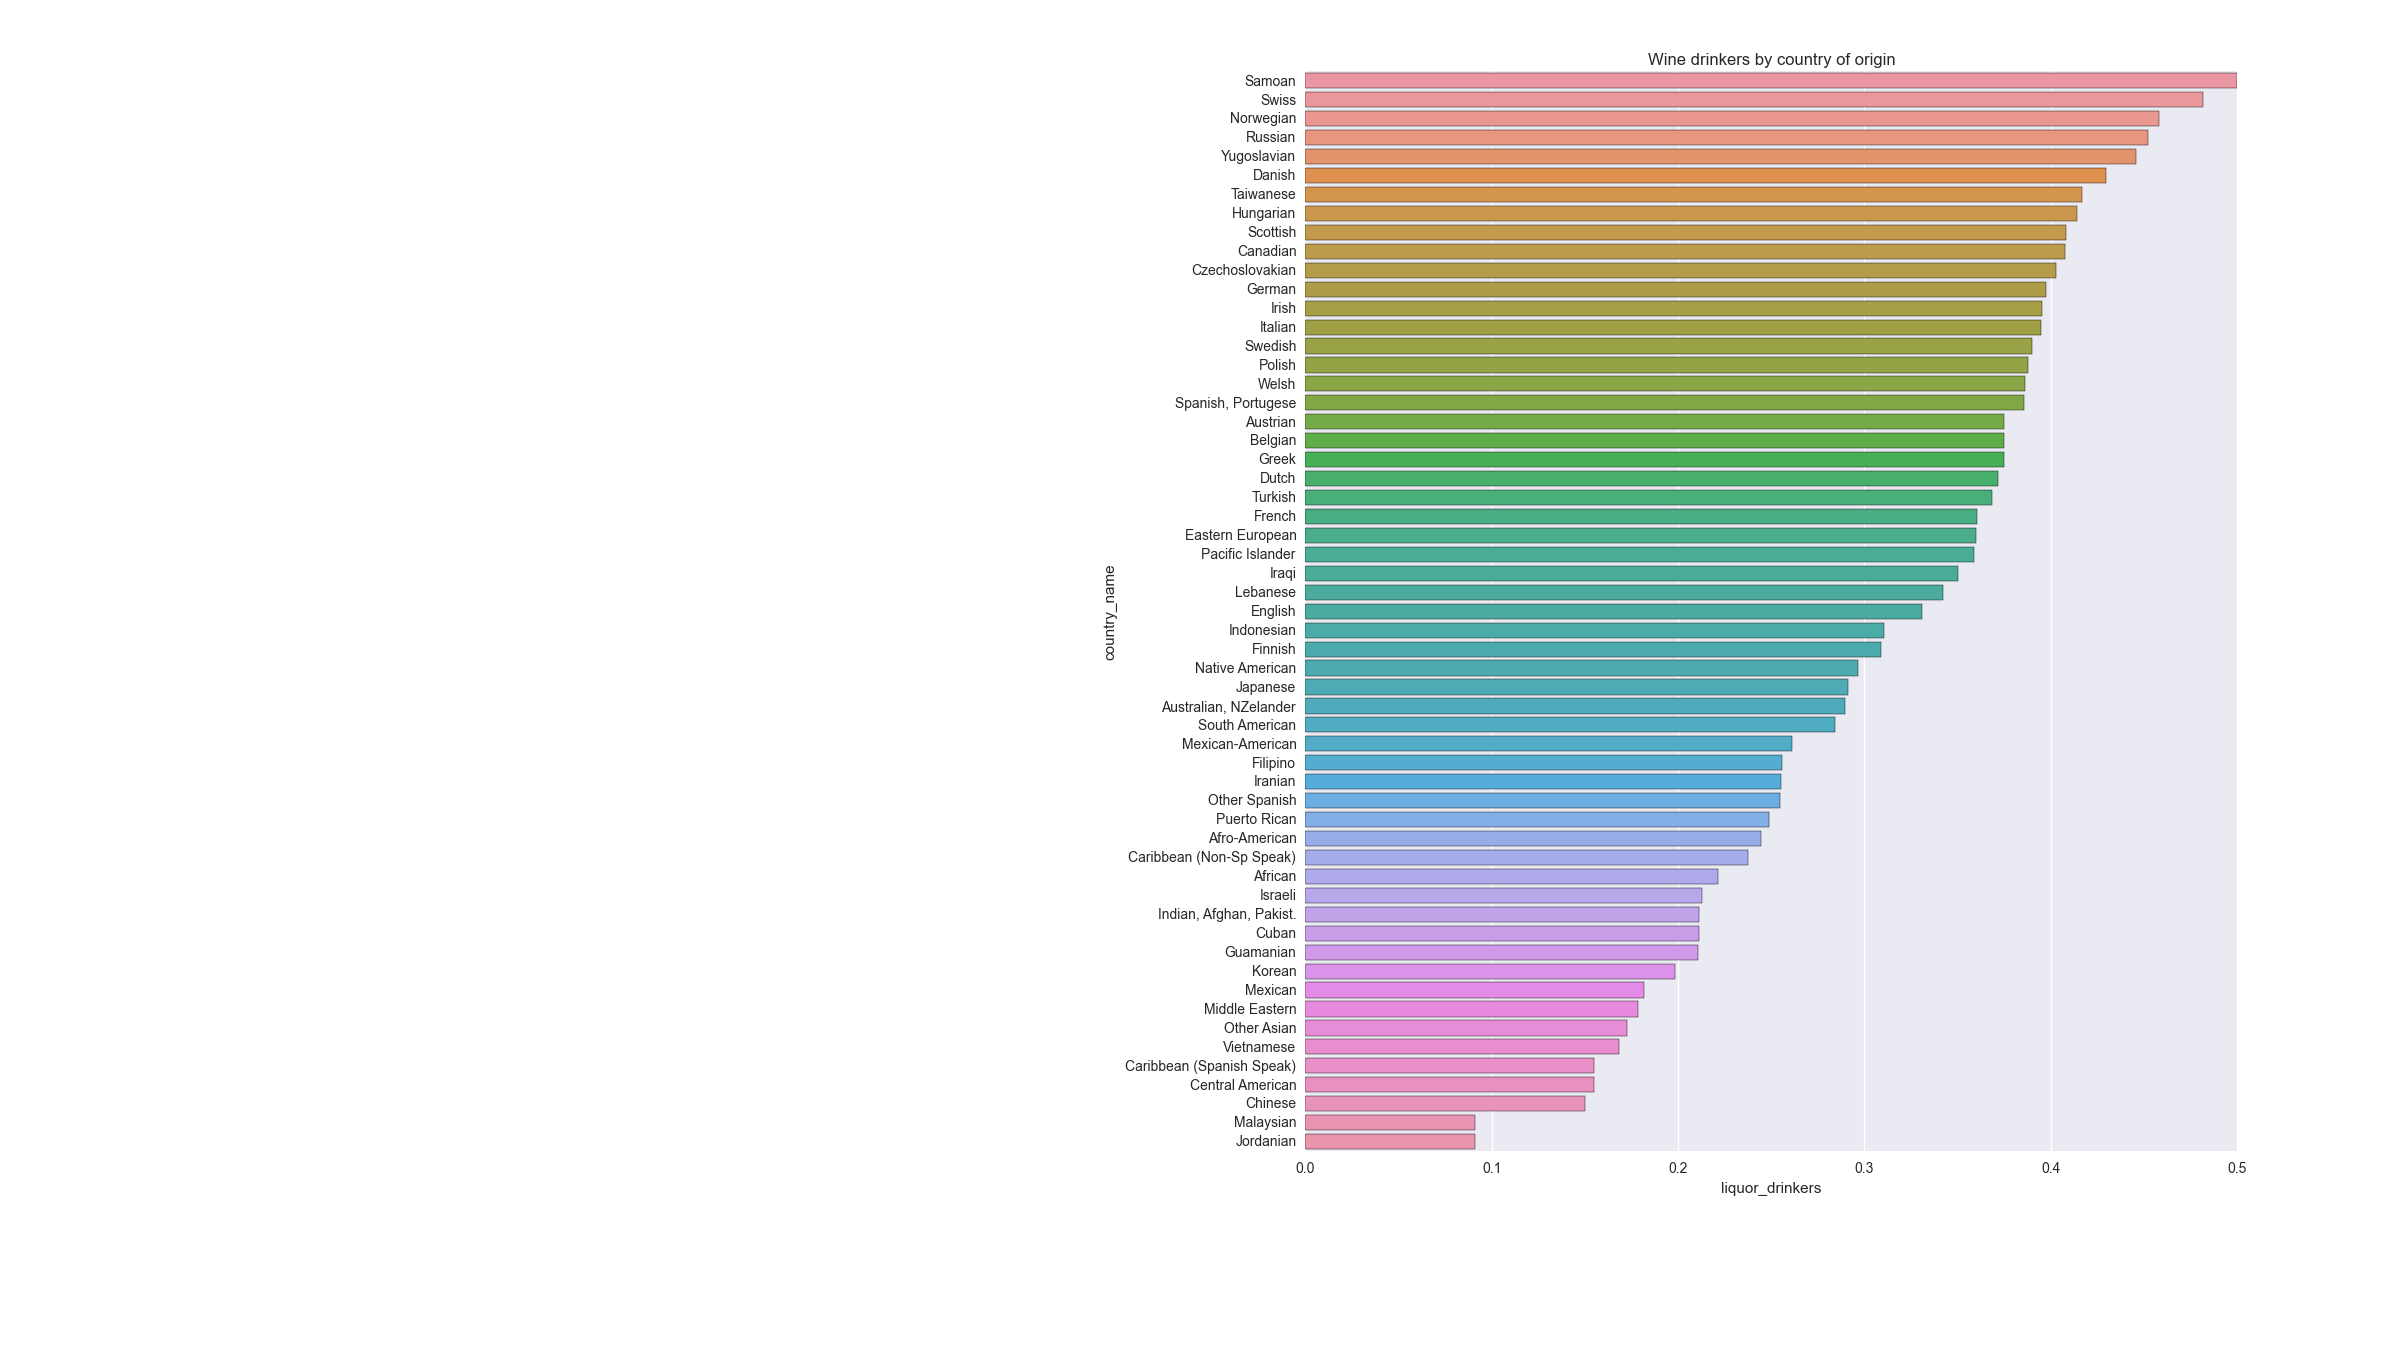 Wine drinkers by country of origin
Samoan
Swiss
Norwegian
Russian
Yugoslavian
Danish
Taiwanese
Hungarian
Scottish
Canadian
Czechoslovakian
German
Irish
Italian
Swedish
Polish
Welsh
Spanish, Portugese
Austrian
Belgian
Greek
Dutch
Turkish
French
Eastern European
Pacific Islander
Iraqi
Lebanese
English
Indonesian
Finnish
Native American
Japanese
Australian, NZelander
South American
Mexican-American
Filipino
Iranian
Other Spanish
Puerto Rican
Afro-American
Caribbean (Non-Sp Speak)
African
Israeli
Indian, Afghan, Pakist.
Cuban
Guamanian
Korean
Mexican
Middle Eastern
Other Asian
Vietnamese
Caribbean (Spanish Speak)
Central American
Chinese
Malaysian
Jordanian
country_name
0.0 0.1 0.2 0.3 0.4 0.5
liquor_drinkers